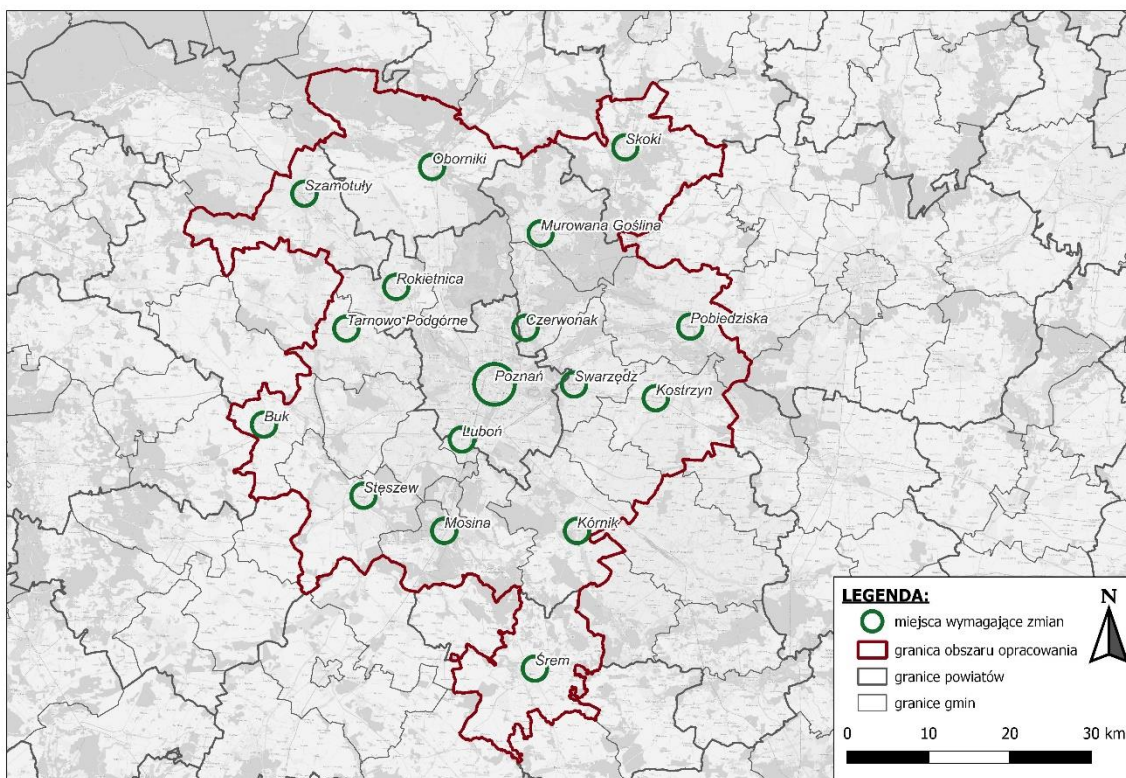 Skoki
Oborniki
Szamotuły
Murowana Goślina
Rokietnica
Tarnowo Podgórne
Czerwonak
Pobiedziska
Poznań
Swarzędz
Kostrzyn
Buk
Luboń
Stęszew
Mosina
Kórnik
Śrem
LEGENDA:
N
miejsca wymagające zmian
granica obszaru opracowania
granice powiatów
granice gmin
0 10 20 30 km